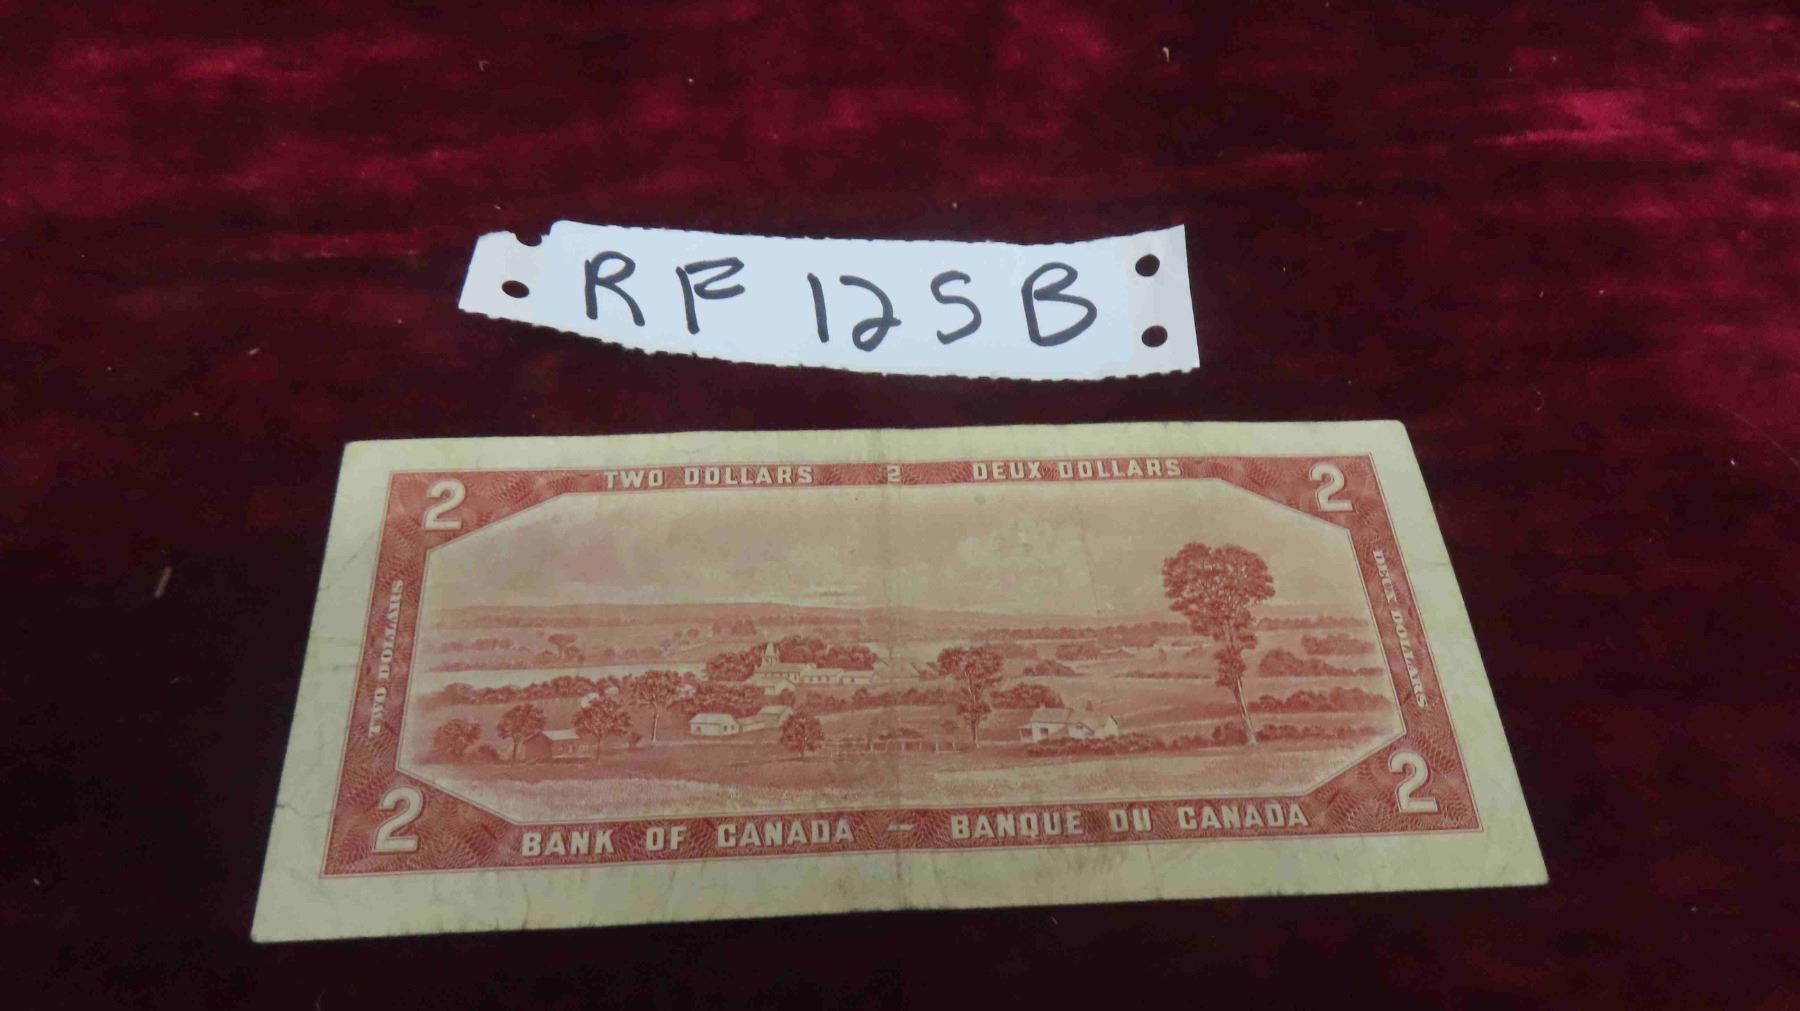 RF 125B
TWO DOLLARS 2 DEUX DOLLARS
2 2
TWO DOLLARS
DEUX DOLLARS
2 2
BANK OF CANADA – BANQUE DU CANADA